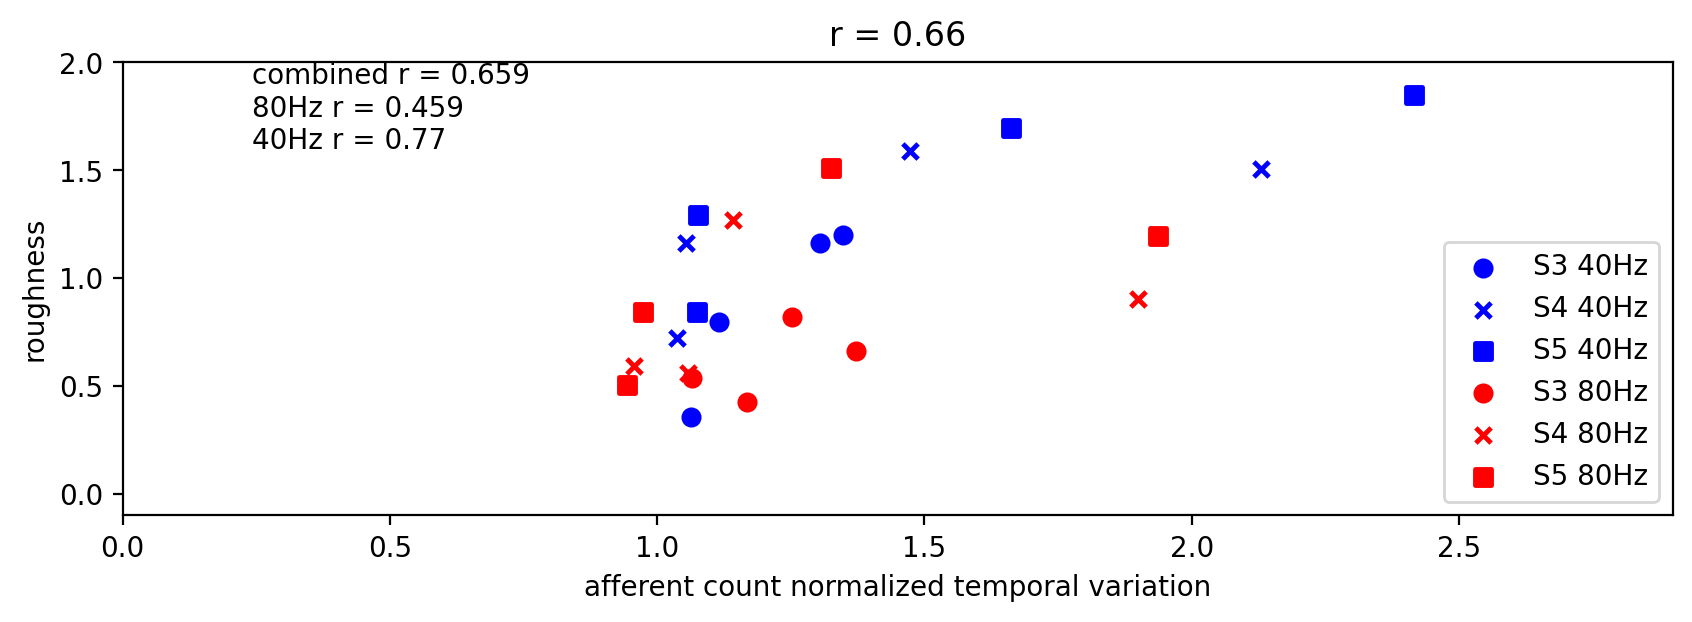 r = 0.66
combined r = 0.659
80Hz r = 0.459
40Hz r = 0.77
2.0
1.5
1.0
0.5
0.0
roughness
S3 40Hz
S4 40Hz
S5 40Hz
S3 80Hz
S4 80Hz
S5 80Hz
0.0 0.5 1.0 1.5 2.0 2.5
afferent count normalized temporal variation